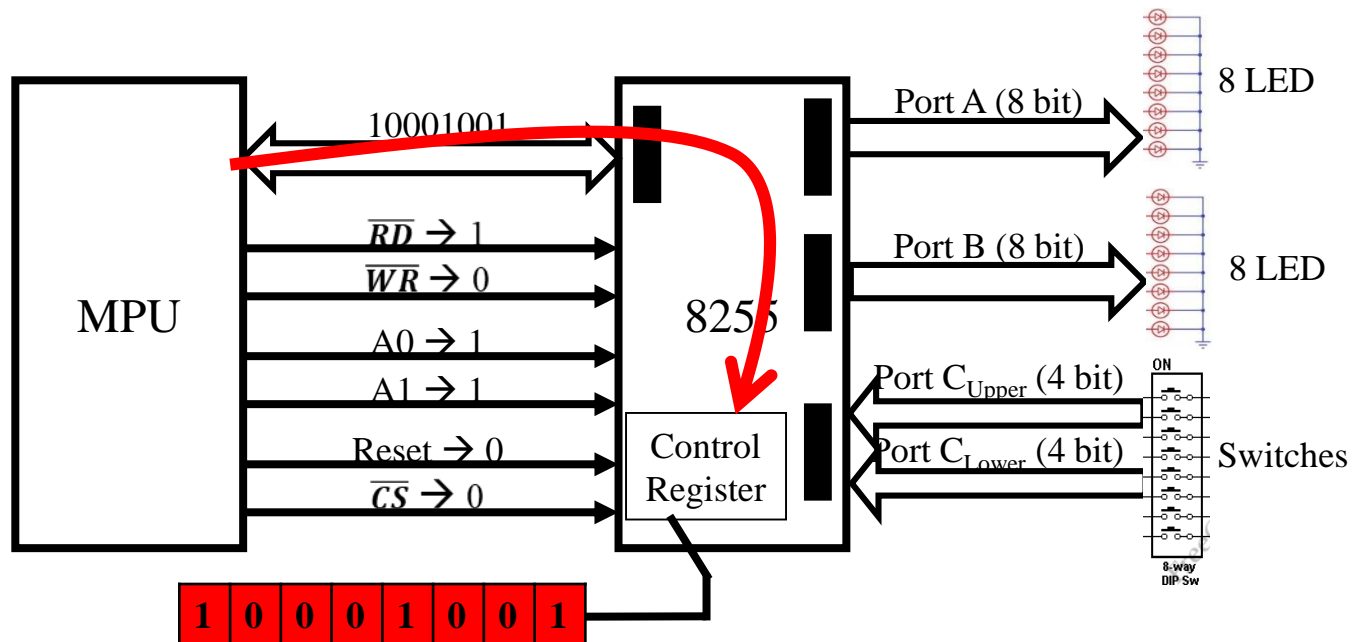 8 LED
Port A (8 bit)
10001001
RD → 1
WR → 0
A0 → 1
A1 → 1
Reset → 0
CS → 0
MPU
8255
Port B (8 bit)
8 LED
Port CUpper (4 bit)
Port CLower (4 bit)
ON
Switches
8-way
DIP Sw
Control
Register
1 0 0 0 1 0 0 1